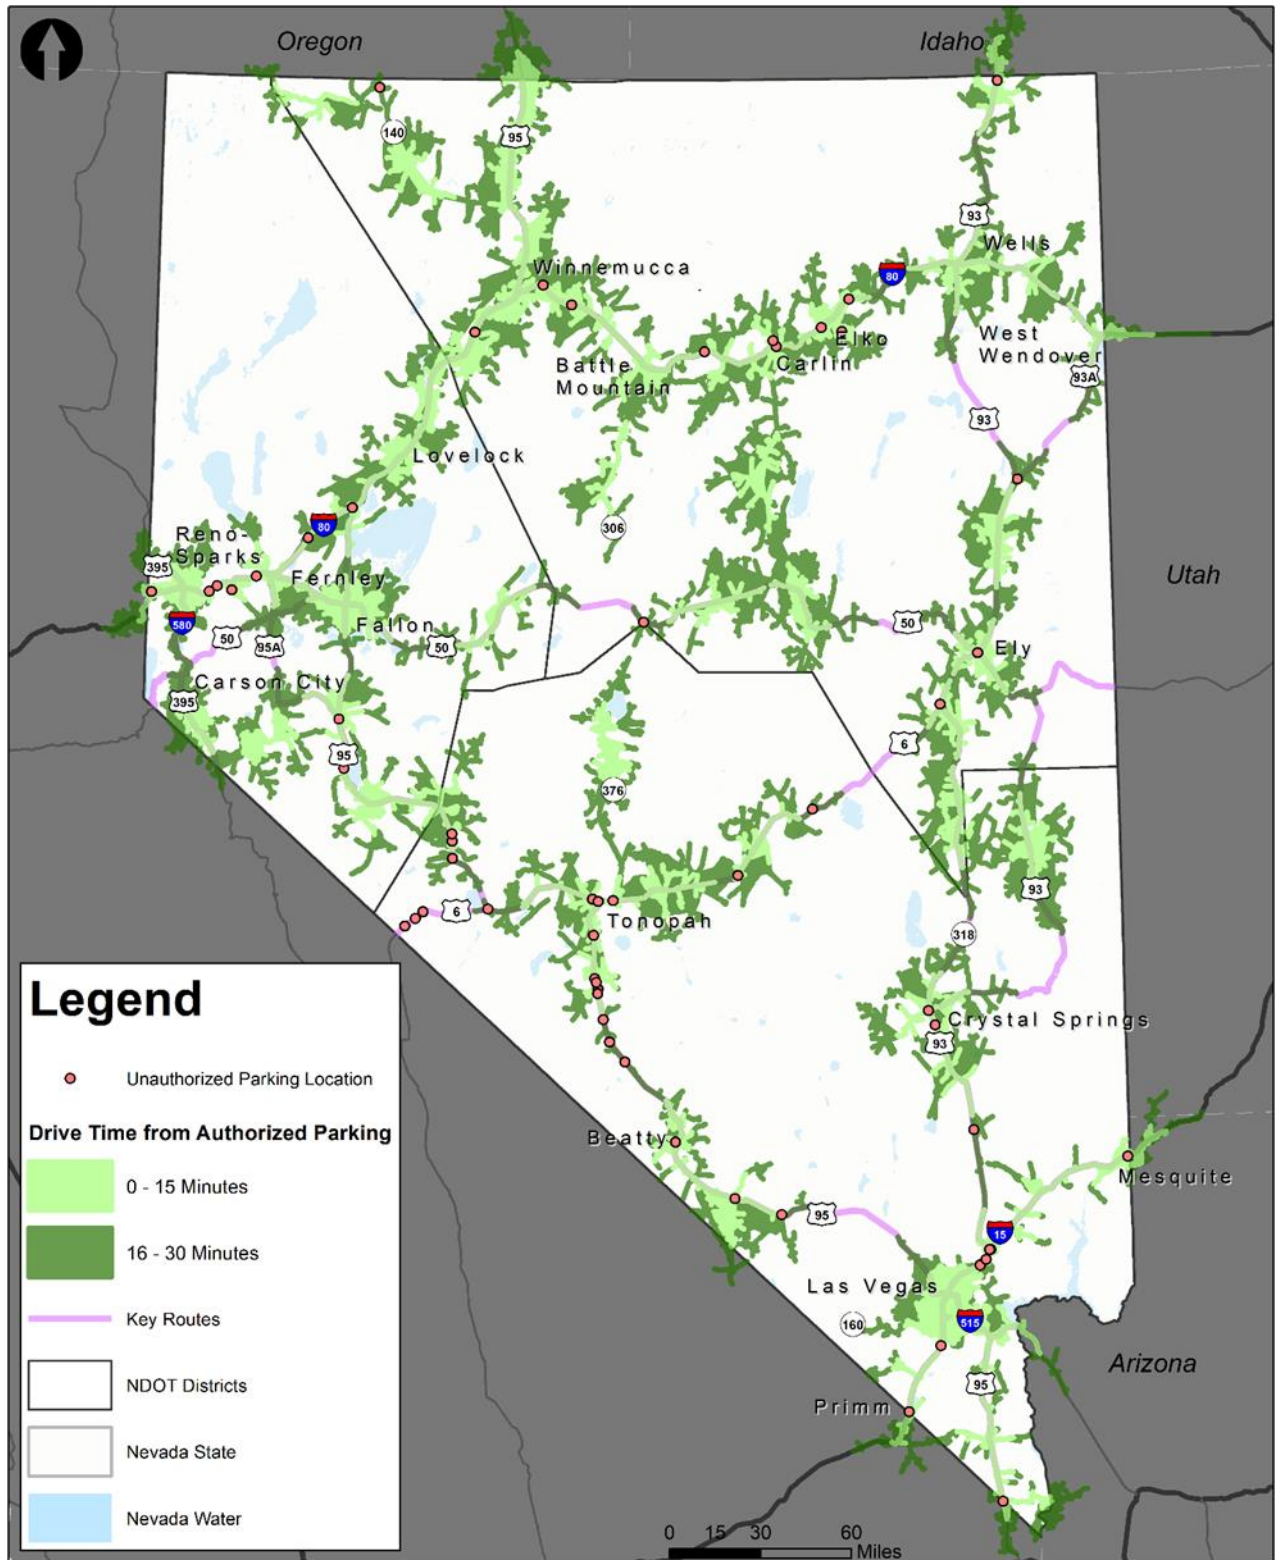 Oregon
Idaho
140
95
93
Wells
Winnemucca
80
West
Wendover
Elko
Carlin
Battle
Mountain
93A
93
Lovelock
306
80
Reno-
Sparks
395
Fernley
Utah
580
50
95A
Fallon
50
50
Ely
Carson City
395
95
6
376
93
6
Tonopah
318
Crystal Springs
93
Beatty
Mesquite
95
15
Las Vegas
160
515
Arizona
95
Primm
Legend
Unauthorized Parking Location
Drive Time from Authorized Parking
0 - 15 Minutes
16 - 30 Minutes
Key Routes
NDOT Districts
Nevada State
Nevada Water
0 15 30 60
Miles